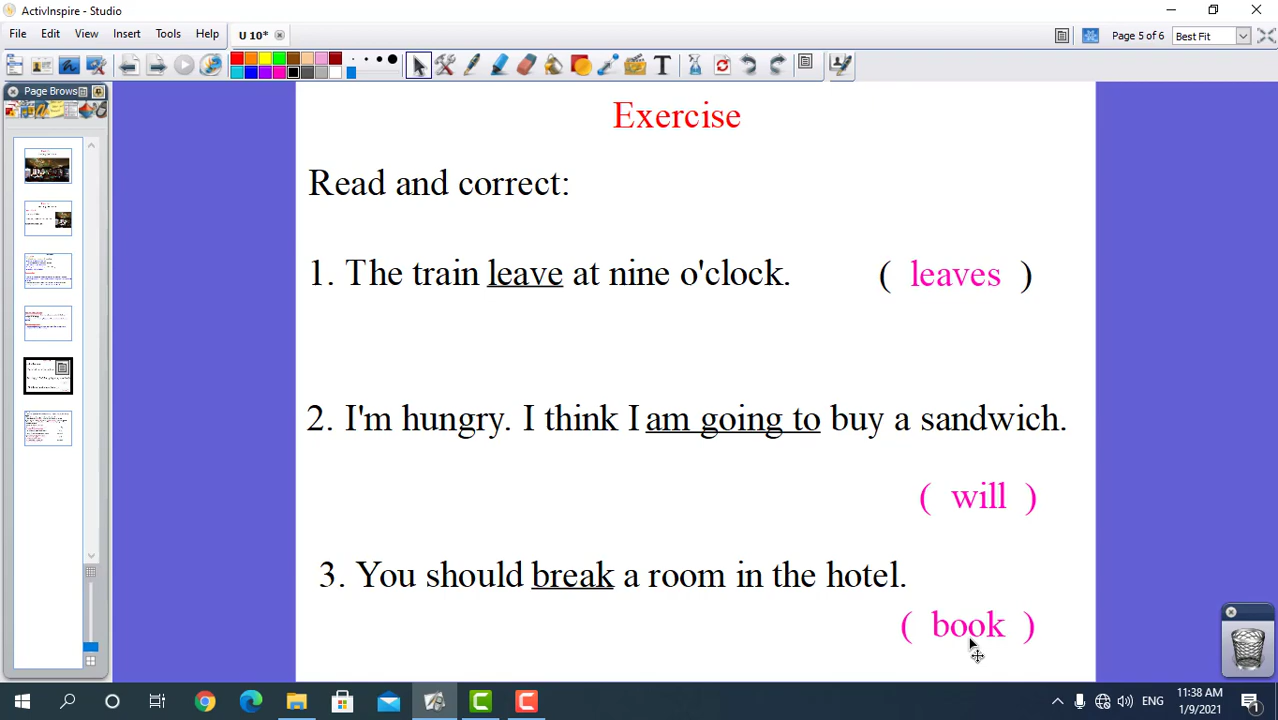 ActivInspire - Studio
File Edit View Insert Tools Help
U 10*
Page 5 of 6
Best Fit
Page Brows
Exercise
Read and correct:
1. The train leave at nine o'clock. ( leaves )
2. I'm hungry. I think I am going to buy a sandwich.
( will )
3. You should break a room in the hotel.
( book )
ENG
11:38 AM
1/9/2021
1